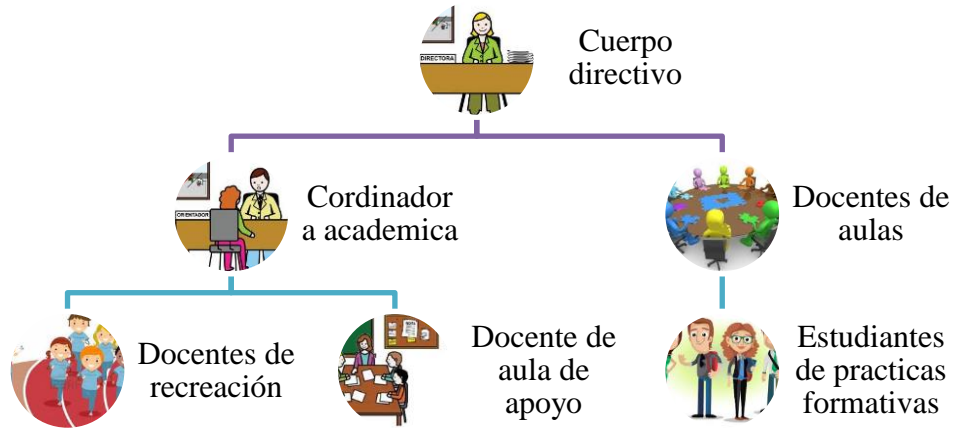 DIRECTORA
Cuerpo
directivo
ORIENTADOR
Cordinador
a academica
Docentes de
aulas
Docentes de
recreación
Docente de
aula de
apoyo
Estudiantes
de practicas
formativas